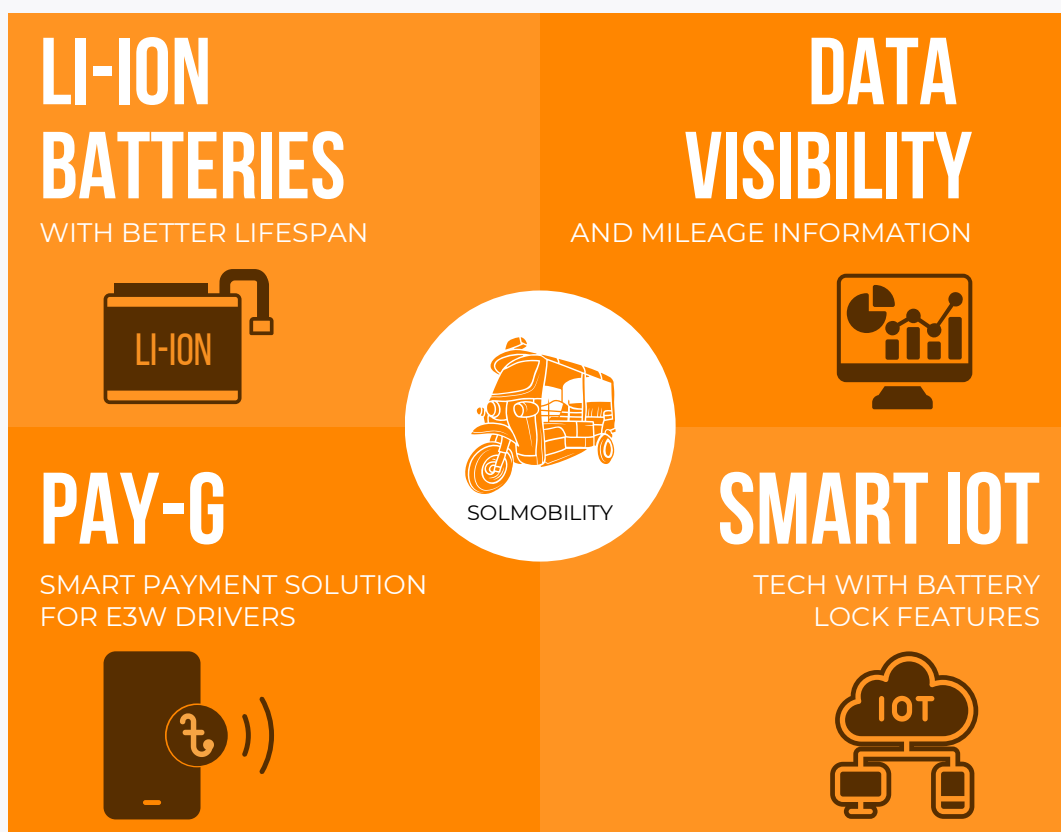 LI-ION
BATTERIES
WITH BETTER LIFESPAN
LI-ION
DATA
VISIBILITY
AND MILEAGE INFORMATION
SOLMOBILITY
PAY-G
SMART PAYMENT SOLUTION
FOR E3W DRIVERS
৳
SMART IOT
TECH WITH BATTERY
LOCK FEATURES
IOT